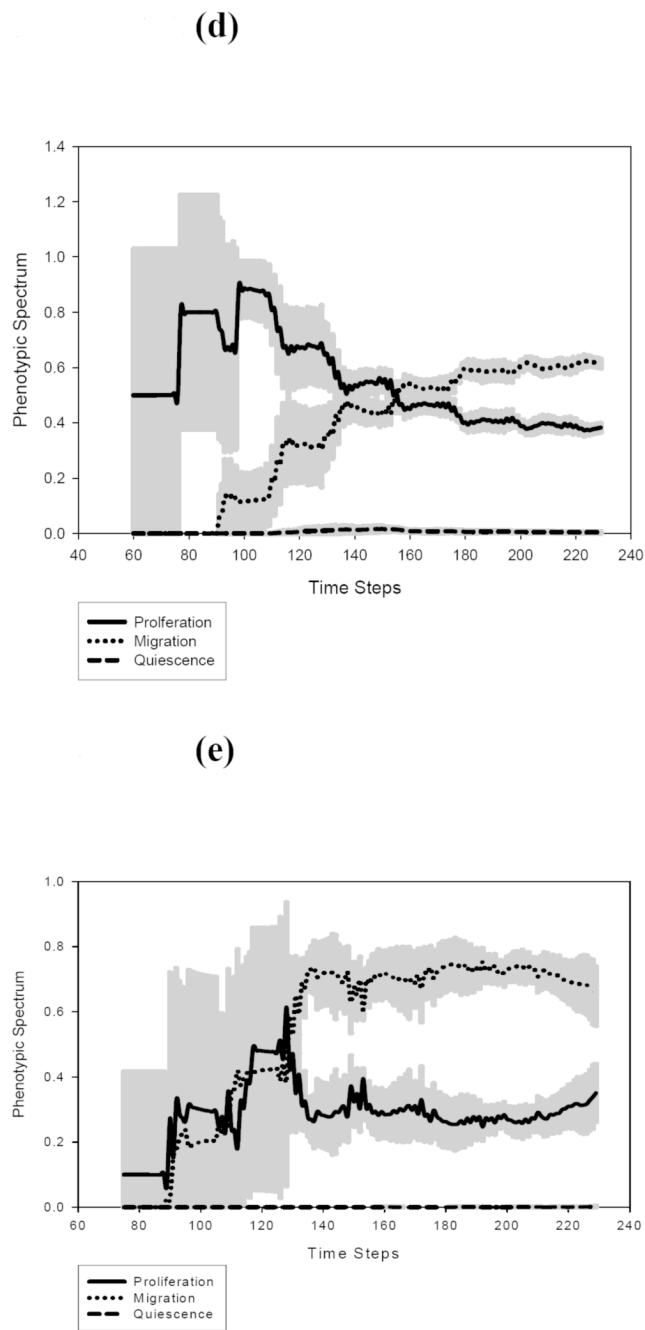 (d)
1.4
1.2
1.0
0.8
0.6
0.4
0.2
0.0
Phenotypic Spectrum
40 60 80 100 120 140 160 180 200 220 240
Time Steps
Prolferation
Migration
Quiescence
(e)
1.0
0.8
0.6
0.4
0.2
0.0
Phenotypic Spectrum
60 80 100 120 140 160 180 200 220 240
Time Steps
Proliferation
Migration
Quiescence